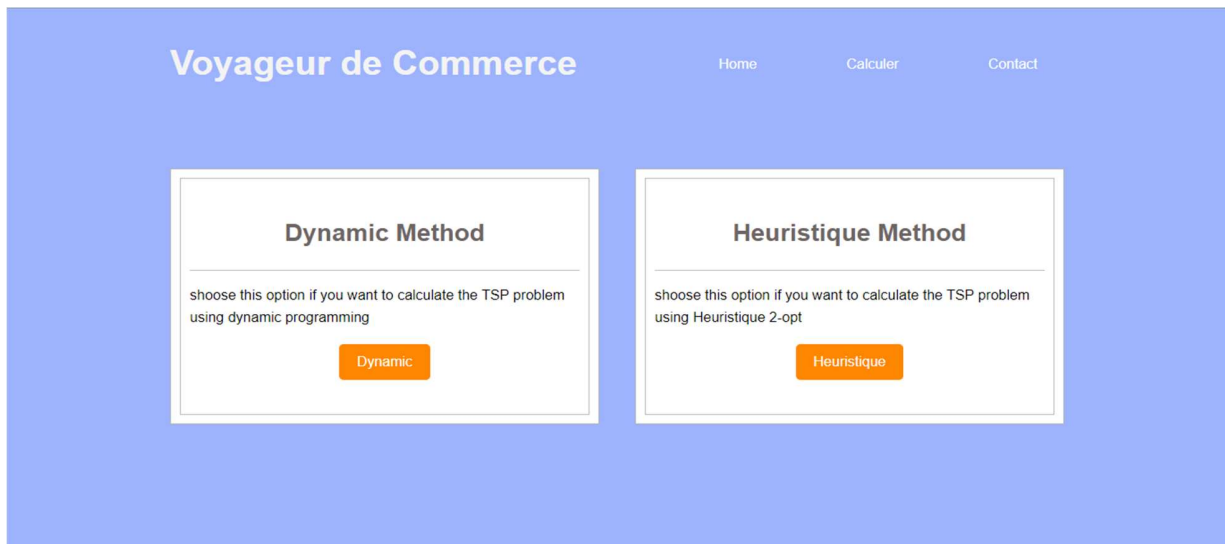 Voyageur de Commerce
Home
Calculer
Contact
Dynamic Method
shoose this option if you want to calculate the TSP problem
using dynamic programming
Dynamic
Heuristique Method
shoose this option if you want to calculate the TSP problem
using Heuristique 2-opt
Heuristique